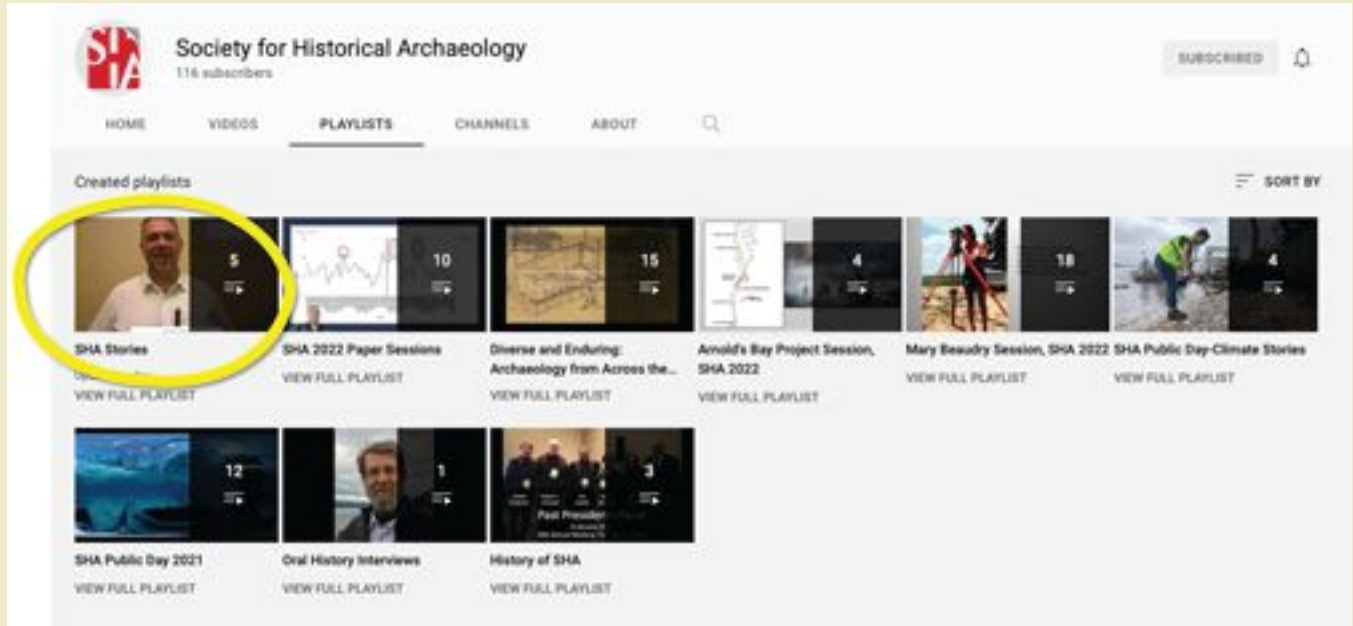 SHA
Society for Historical Archaeology
116 subscribers
SUBSCRIBED
HOME VIDEOS PLAYLISTS CHANNELS ABOUT
Created playlists
SORT BY
5
10
15
4
18
4
SHA Stories
SHA 2022 Paper Sessions
Diverse and Enduring:
Archaeology from Across the...
Arnold's Bay Project Session,
SHA 2022
Mary Beaudry Session, SHA 2022
SHA Public Day-Climate Stories
VIEW FULL PLAYLIST
VIEW FULL PLAYLIST
VIEW FULL PLAYLIST
VIEW FULL PLAYLIST
VIEW FULL PLAYLIST
VIEW FULL PLAYLIST
12
1
3
Past President
SHA Public Day 2021
Oral History Interviews
History of SHA
VIEW FULL PLAYLIST
VIEW FULL PLAYLIST
VIEW FULL PLAYLIST